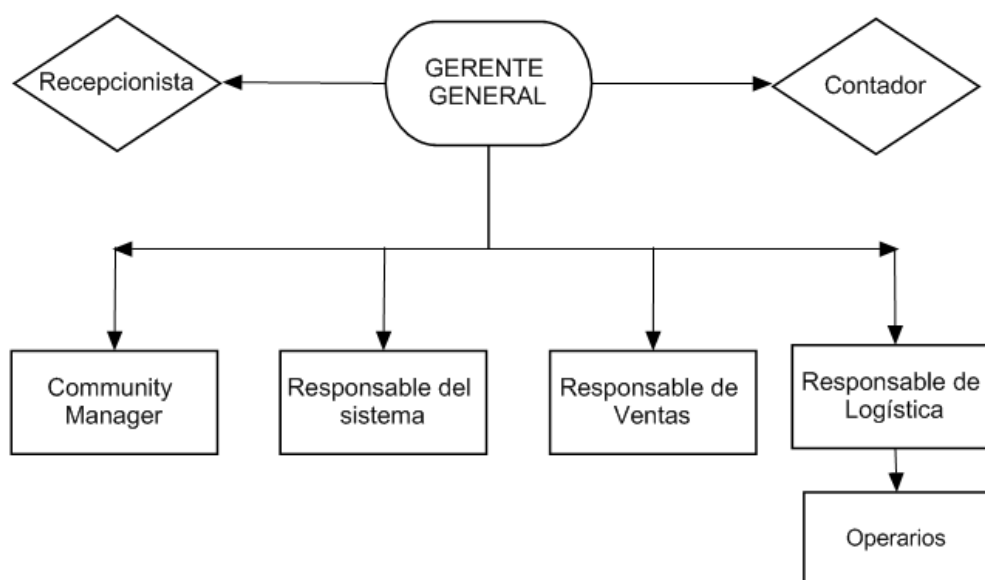 Recepcionista
GERENTE
GENERAL
Contador
Community
Manager
Responsable del
sistema
Responsable de
Ventas
Responsable de
Logística
Operarios